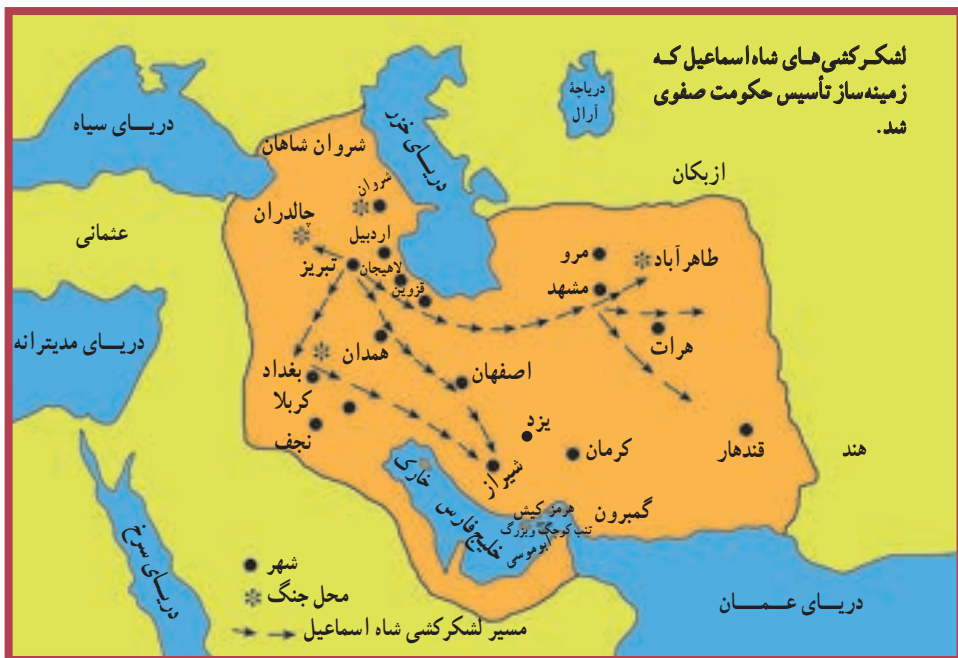 لشکرکشی‌های شاه اسماعیل که
زمینه‌ساز تأسیس حکومت صفوی
شد.
دریاچهٔ
آرال
دریای سیاه
دریای خزر
شروان شاهان
ازبکان
شروان
چالدران
عثمانی
اردبیل
مرو
طاهرآباد
تبریز
لاهیجان
قزوین
مشهد
دریای مدیترانه
همدان
هرات
بغداد
اصفهان
کربلا
یزد
نجف
کرمان
قندهار
هند
شیراز
خارک
خلیج فارس
هرمز کیش
گمبرون
تنب کوچک و بزرگ
ابوموسی
دریای سرخ
شهر
محل جنگ
مسیر لشکرکشی شاه اسماعیل
دریای عمان